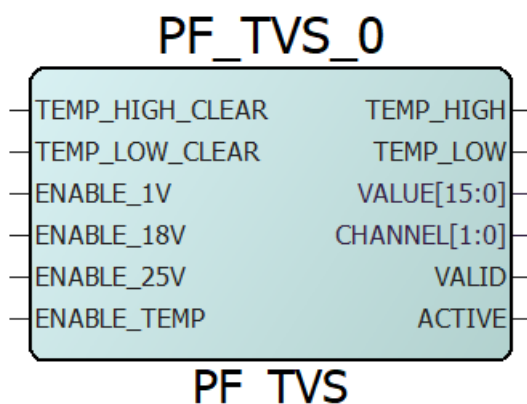 PF_TVS_0
TEMP_HIGH_CLEAR TEMP_HIGH
TEMP_LOW_CLEAR TEMP_LOW
ENABLE_1V VALUE[15:0]
ENABLE_18V CHANNEL[1:0]
ENABLE_25V VALID
ENABLE_TEMP ACTIVE
PF_TVS